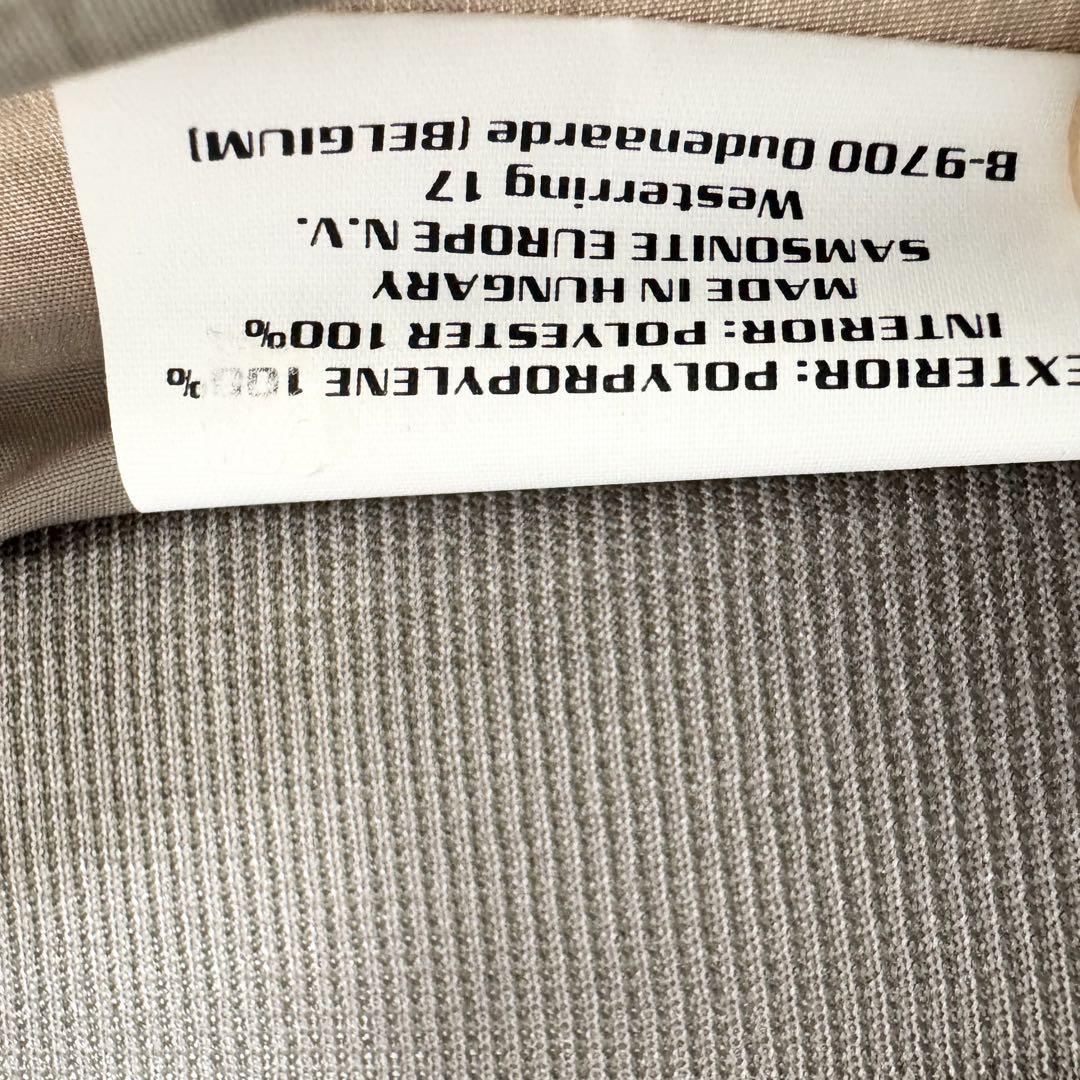 EXTERIOR: POLYPROPYLENE 100%
INTERIOR: POLYESTER 100%
MADE IN HUNGARY
SAMSONITE EUROPE N.V.
Westerring 17
B-9700 Oudenaarde (BELGIUM)